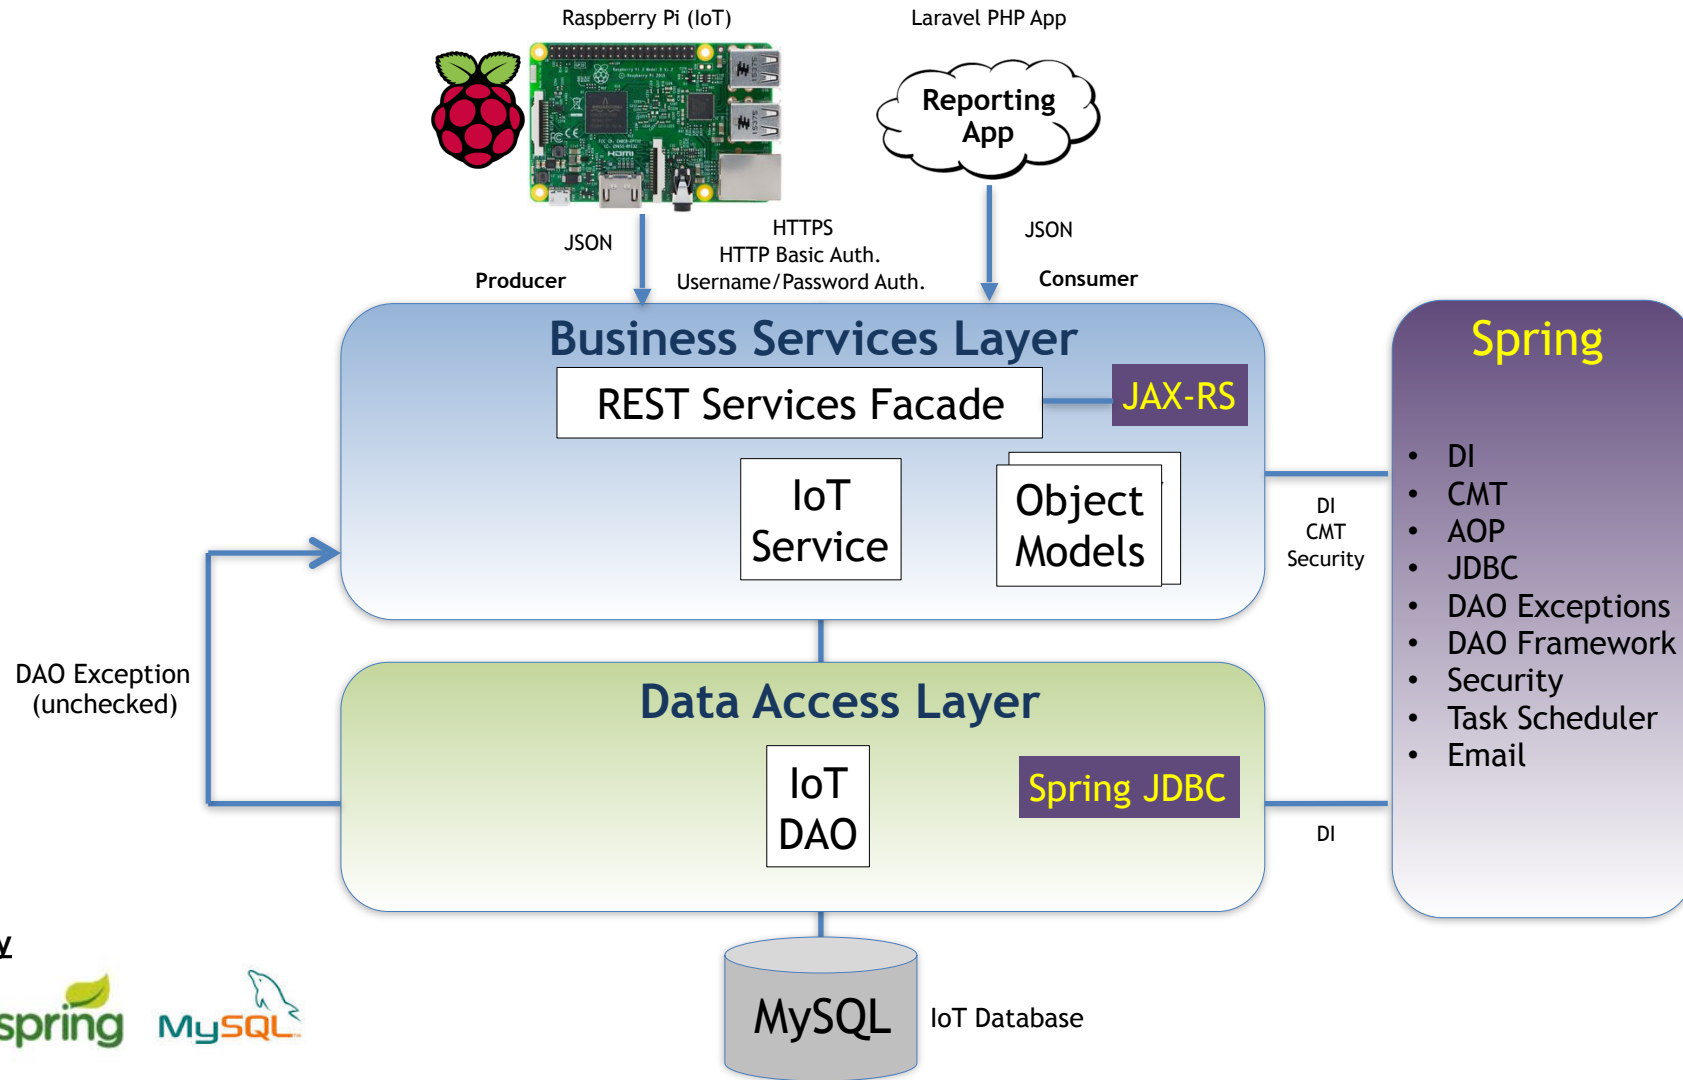 Raspberry Pi (IoT)
Laravel PHP App
Reporting
App
HDMI
JSON
HTTPS
HTTP Basic Auth.
Username/Password Auth.
JSON
Producer
Consumer
Business Services Layer
REST Services Facade
JAX-RS
IoT
Service
Object
Models
DI
CMT
Security
Spring
• DI
• CMT
• AOP
• JDBC
• DAO Exceptions
• DAO Framework
• Security
• Task Scheduler
• Email
DAO Exception
(unchecked)
Data Access Layer
IoT
DAO
Spring JDBC
DI
y
spring
MySQL
MySQL
IoT Database